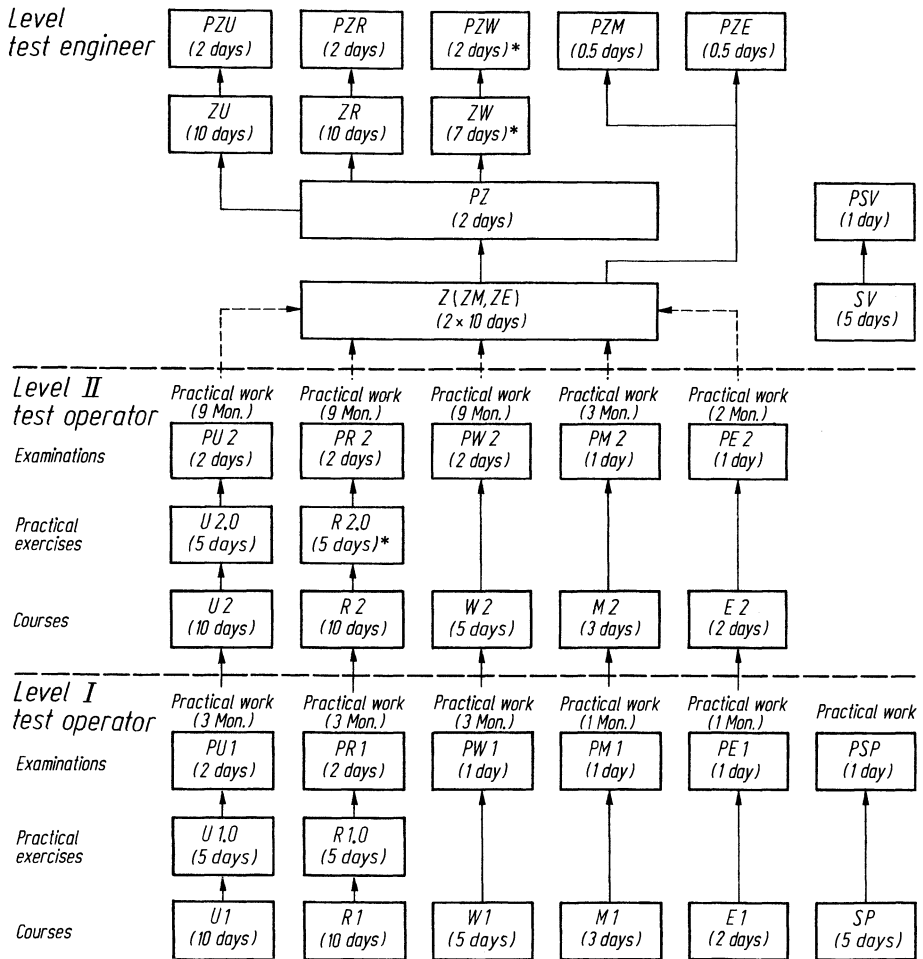 Level
test engineer
PZU
(2 days)
PZR
(2 days)
PZW
(2 days)*
PZM
(0.5 days)
PZE
(0.5 days)
ZU
(10 days)
ZR
(10 days)
ZW
(7 days)*
PZ
(2 days)
PSV
(1 day)
Z(ZM,ZE)
(2 × 10 days)
SV
(5 days)
Level II
test operator
Practical work
(9 Mon.)
Practical work
(9 Mon.)
Practical work
(9 Mon.)
Practical work
(3 Mon.)
Practical work
(2 Mon.)
Examinations
PU 2
(2 days)
PR 2
(2 days)
PW 2
(2 days)
PM 2
(1 day)
PE 2
(1 day)
Practical
exercises
U 2.0
(5 days)
R 2.0
(5 days)*
Courses
U 2
(10 days)
R 2
(10 days)
W 2
(5 days)
M 2
(3 days)
E 2
(2 days)
Level I
test operator
Practical work
(3 Mon.)
Practical work
(3 Mon.)
Practical work
(3 Mon.)
Practical work
(1 Mon.)
Practical work
(1 Mon.)
Practical work
Examinations
PU 1
(2 days)
PR 1
(2 days)
PW 1
(1 day)
PM 1
(1 day)
PE 1
(1 day)
PSP
(1 day)
Practical
exercises
U 1.0
(5 days)
R 1.0
(5 days)
Courses
U 1
(10 days)
R 1
(10 days)
W 1
(5 days)
M 1
(3 days)
E 1
(2 days)
SP
(5 days)